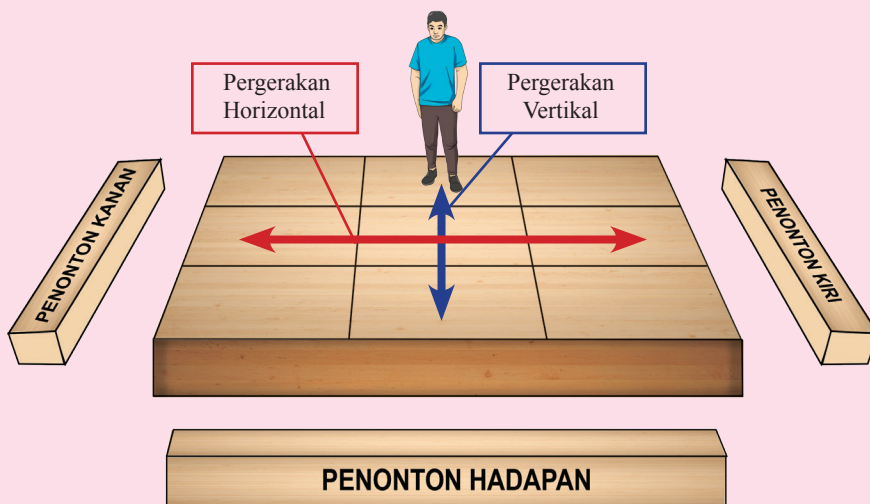 Pergerakan
Horizontal
Pergerakan
Vertikal
PENONTON KANAN
PENONTON KIRI
PENONTON HADAPAN